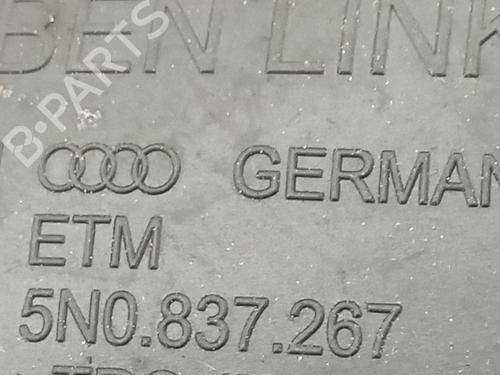 BEN LINK
B-PARTS
GERMAN
ETM
5N0.837.267